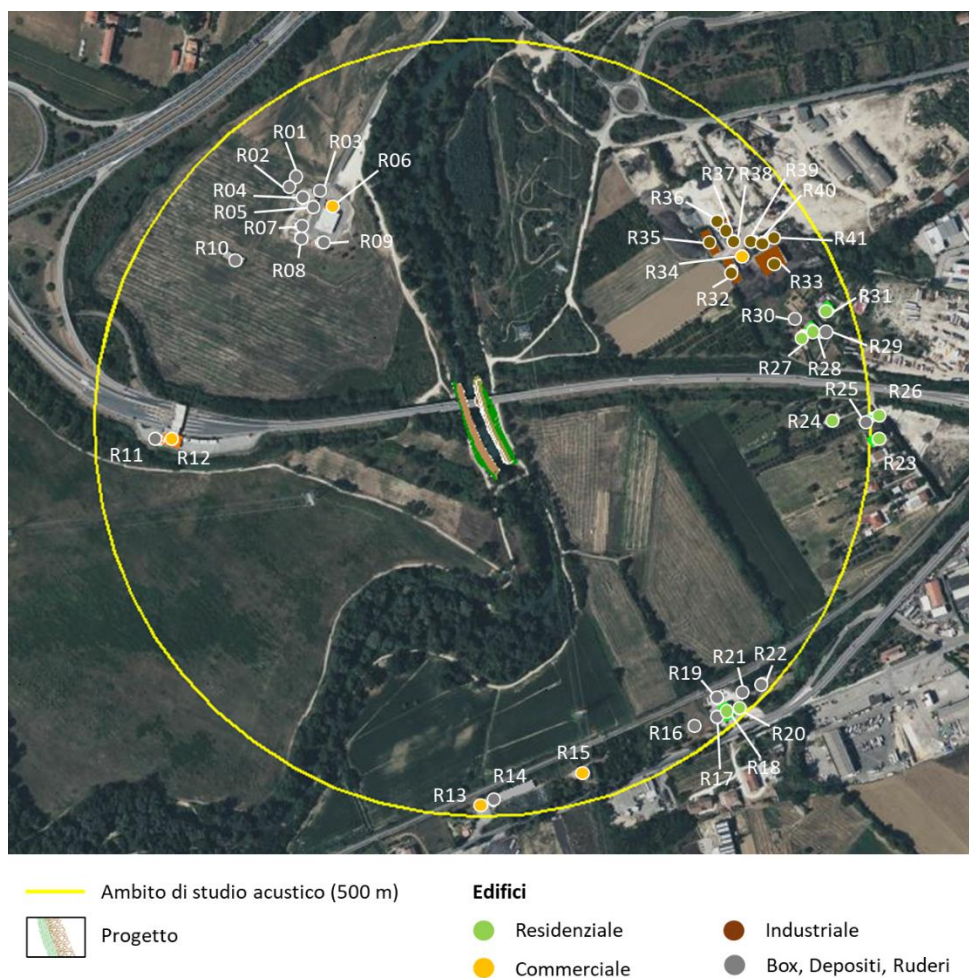 R01
R02
R03
R06
R04
R05
R07
R08
R09
R10
R37
R38
R39
R40
R36
R35
R41
R34
R33
R32
R31
R30
R29
R27
R28
R25
R26
R24
R23
R11
R12
R21
R22
R19
R16
R20
R17
R18
R15
R14
R13
Ambito di studio acustico (500 m)
Progetto
Edifici
Residenziale
Commerciale
Industriale
Box, Depositi, Ruderi